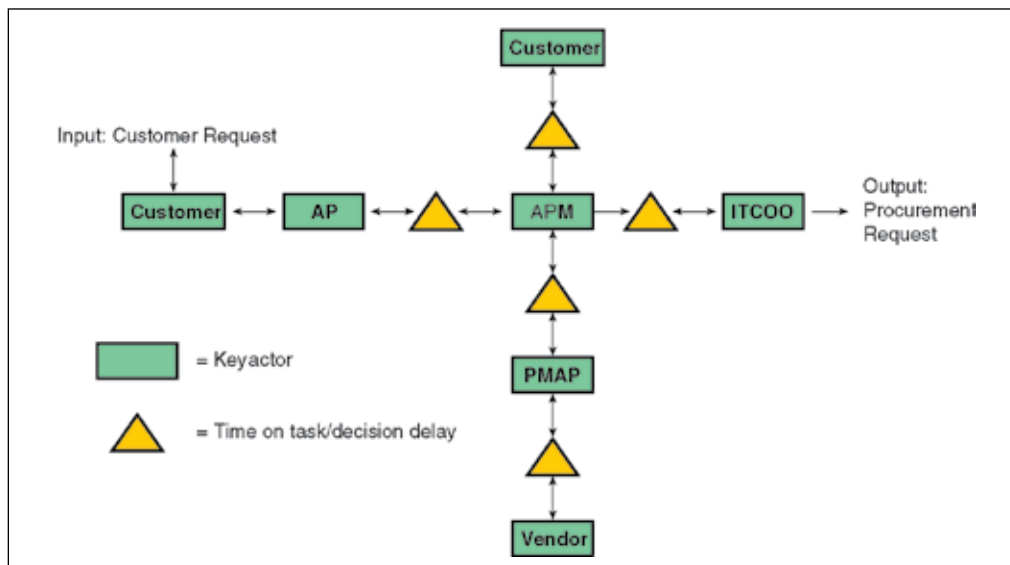 Customer
Input: Customer Request
Customer
AP
APM
ITCOO
Output:
Procurement
Request
= Keyactor
PMAP
= Time on task/decision delay
Vendor